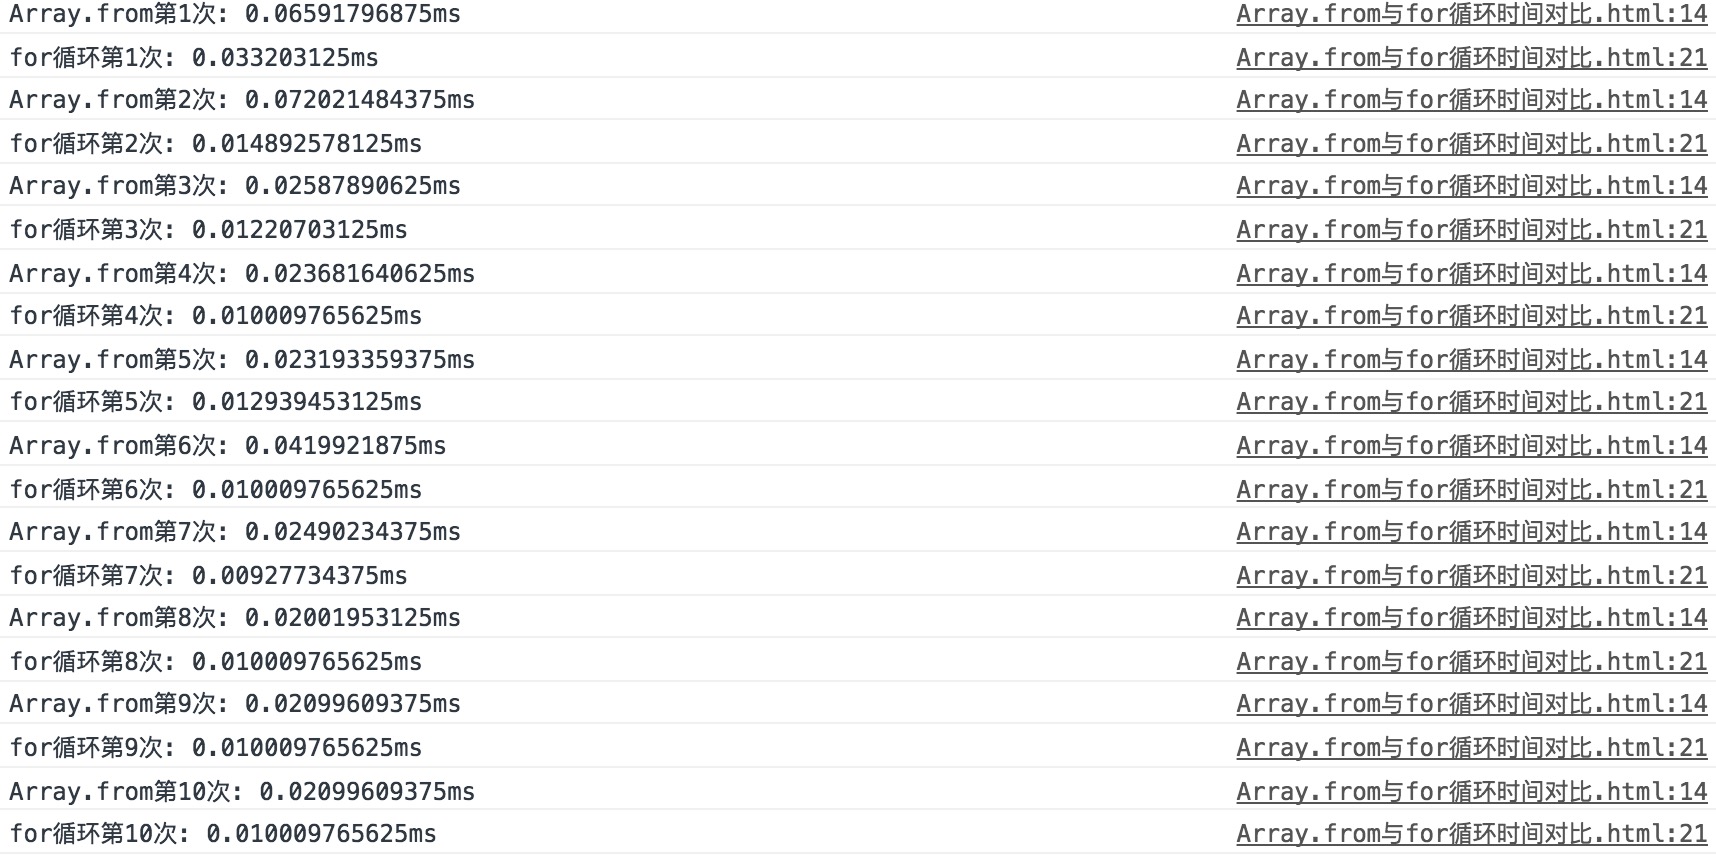 Array.from第1次: 0.06591796875ms Array.from与for循环时间对比.html:14
for循环第1次: 0.033203125ms Array.from与for循环时间对比.html:21
Array.from第2次: 0.072021484375ms Array.from与for循环时间对比.html:14
for循环第2次: 0.014892578125ms Array.from与for循环时间对比.html:21
Array.from第3次: 0.02587890625ms Array.from与for循环时间对比.html:14
for循环第3次: 0.01220703125ms Array.from与for循环时间对比.html:21
Array.from第4次: 0.023681640625ms Array.from与for循环时间对比.html:14
for循环第4次: 0.010009765625ms Array.from与for循环时间对比.html:21
Array.from第5次: 0.023193359375ms Array.from与for循环时间对比.html:14
for循环第5次: 0.012939453125ms Array.from与for循环时间对比.html:21
Array.from第6次: 0.0419921875ms Array.from与for循环时间对比.html:14
for循环第6次: 0.010009765625ms Array.from与for循环时间对比.html:21
Array.from第7次: 0.02490234375ms Array.from与for循环时间对比.html:14
for循环第7次: 0.00927734375ms Array.from与for循环时间对比.html:21
Array.from第8次: 0.02001953125ms Array.from与for循环时间对比.html:14
for循环第8次: 0.010009765625ms Array.from与for循环时间对比.html:21
Array.from第9次: 0.02099609375ms Array.from与for循环时间对比.html:14
for循环第9次: 0.010009765625ms Array.from与for循环时间对比.html:21
Array.from第10次: 0.02099609375ms Array.from与for循环时间对比.html:14
for循环第10次: 0.010009765625ms Array.from与for循环时间对比.html:21